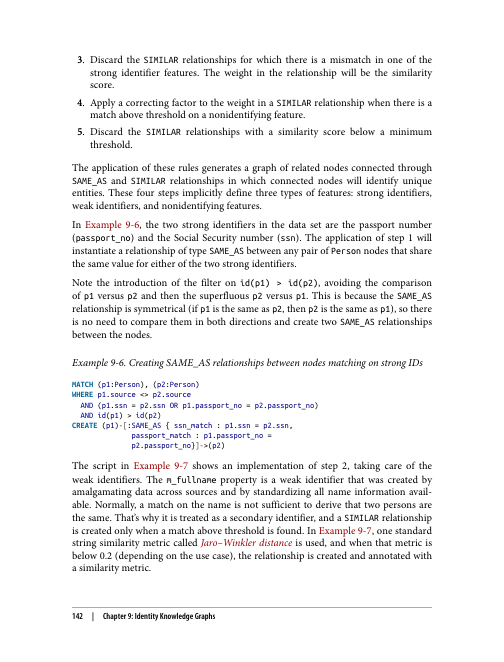 3. Discard the SIMILAR relationships for which there is a mismatch in one of the
strong identifier features. The weight in the relationship will be the similarity
score.
4. Apply a correcting factor to the weight in a SIMILAR relationship when there is a
match above threshold on a nonidentifying feature.
5. Discard the SIMILAR relationships with a similarity score below a minimum
threshold.
The application of these rules generates a graph of related nodes connected through
SAME_AS and SIMILAR relationships in which connected nodes will identify unique
entities. These four steps implicitly define three types of features: strong identifiers,
weak identifiers, and nonidentifying features.
In Example 9-6, the two strong identifiers in the data set are the passport number
(passport_no) and the Social Security number (ssn). The application of step 1 will
instantiate a relationship of type SAME_AS between any pair of Person nodes that share
the same value for either of the two strong identifiers.
Note the introduction of the filter on id(p1) > id(p2), avoiding the comparison
of p1 versus p2 and then the superfluous p2 versus p1. This is because the SAME_AS
relationship is symmetrical (if p1 is the same as p2, then p2 is the same as p1), so there
is no need to compare them in both directions and create two SAME_AS relationships
between the nodes.
Example 9-6. Creating SAME_AS relationships between nodes matching on strong IDs
MATCH (p1:Person), (p2:Person)
WHERE p1.source <> p2.source
AND (p1.ssn = p2.ssn OR p1.passport_no = p2.passport_no)
AND id(p1) > id(p2)
CREATE (p1)-[:SAME_AS { ssn_match : p1.ssn = p2.ssn,
passport_match : p1.passport_no =
p2.passport_no}]->(p2)
The script in Example 9-7 shows an implementation of step 2, taking care of the
weak identifiers. The m_fullname property is a weak identifier that was created by
amalgamating data across sources and by standardizing all name information avail-
able. Normally, a match on the name is not sufficient to derive that two persons are
the same. That's why it is treated as a secondary identifier, and a SIMILAR relationship
is created only when a match above threshold is found. In Example 9-7, one standard
string similarity metric called Jaro–Winkler distance is used, and when that metric is
below 0.2 (depending on the use case), the relationship is created and annotated with
a similarity metric.
142 | Chapter 9: Identity Knowledge Graphs